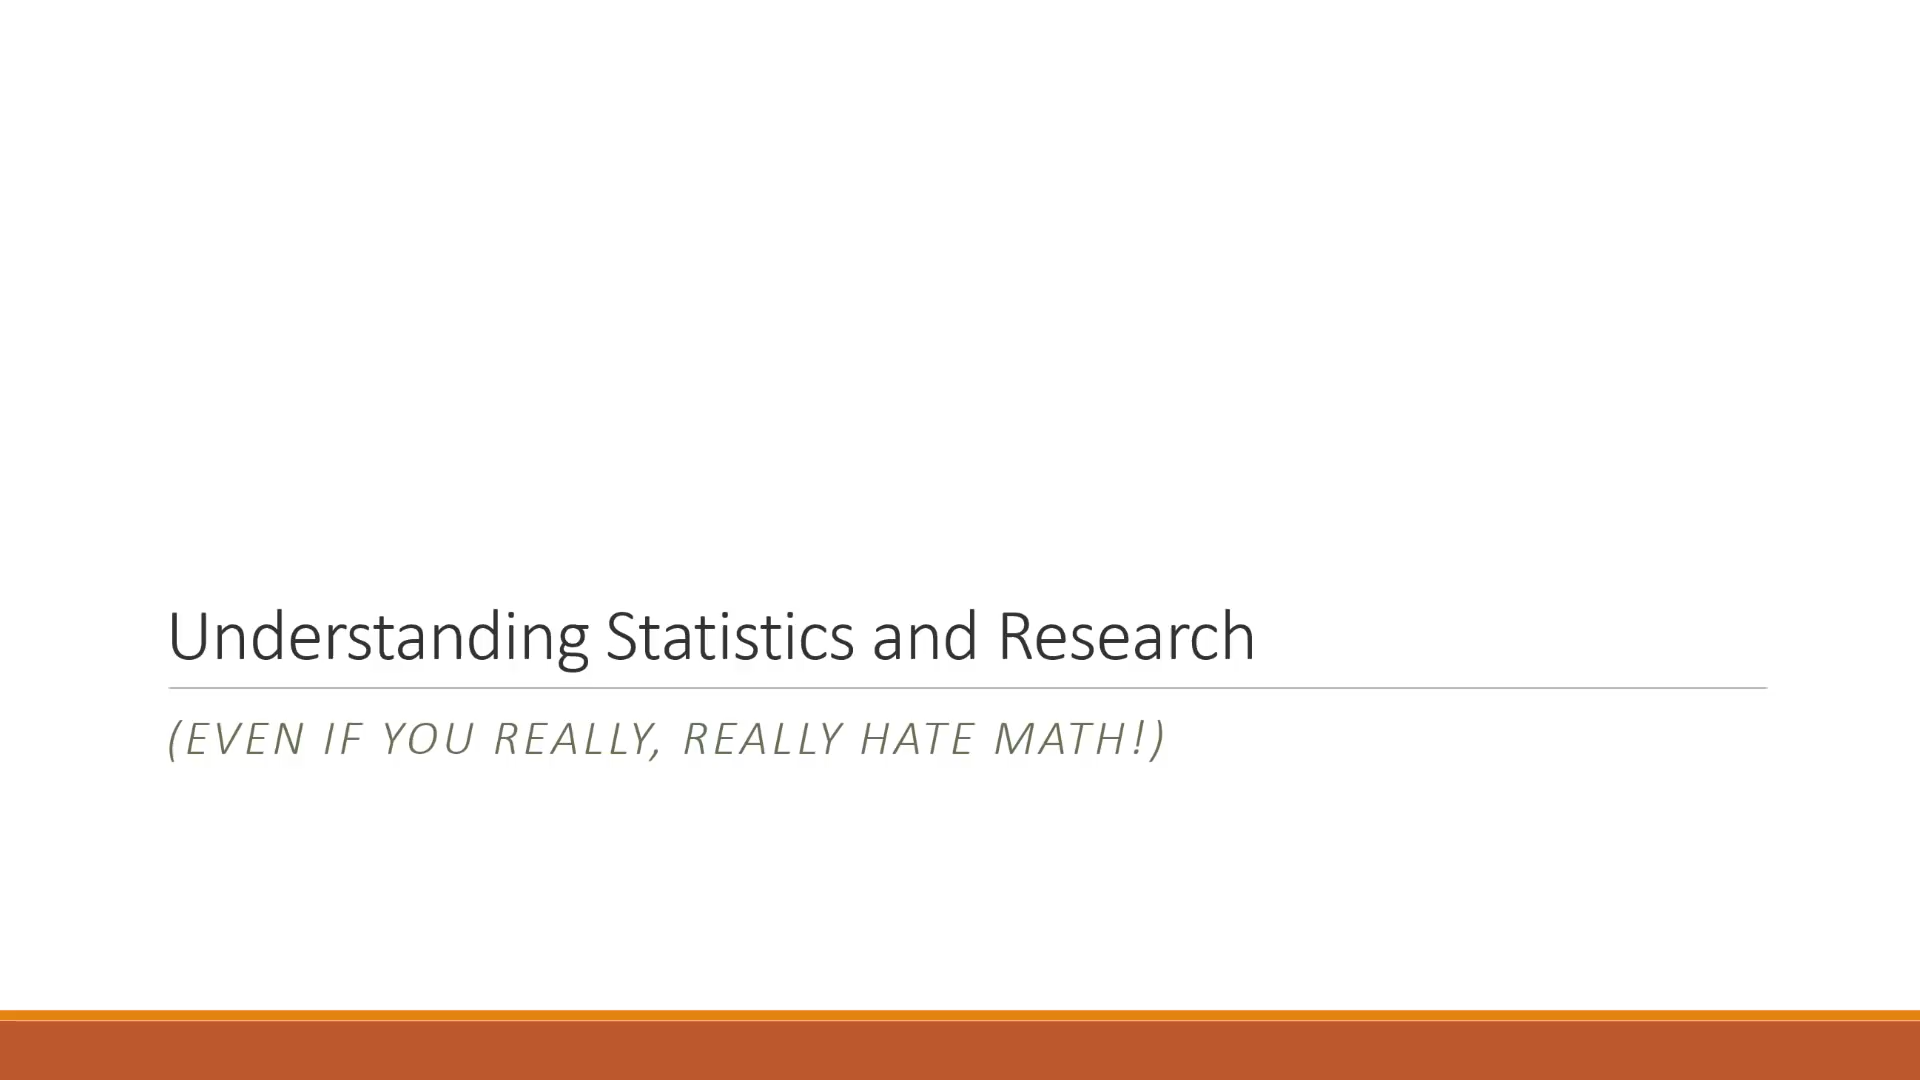 Understanding Statistics and Research
(EVEN IF YOU REALLY, REALLY HATE MATH!)